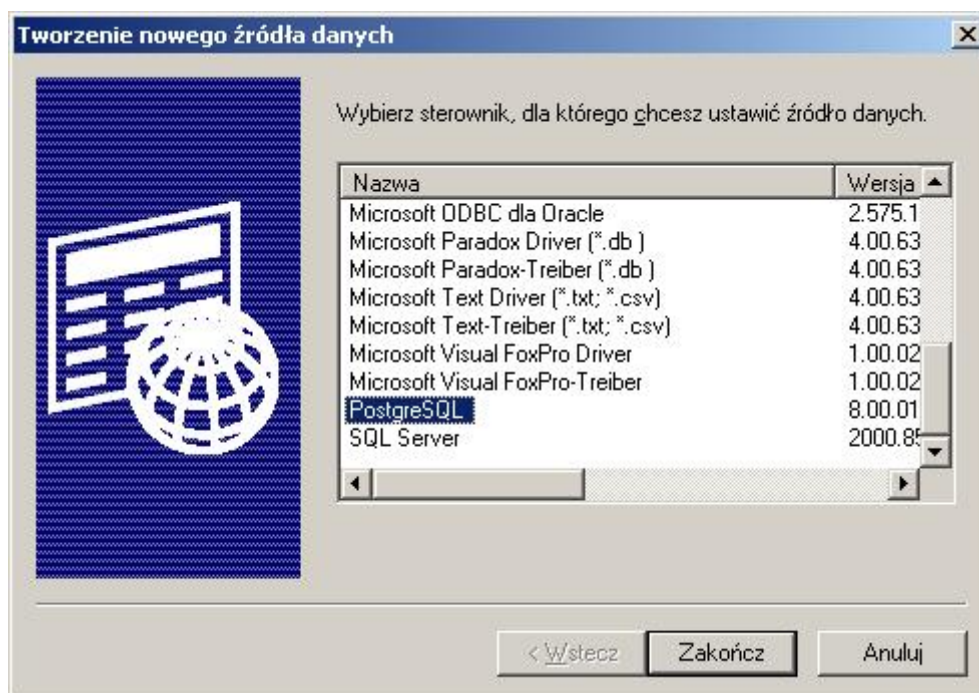 Tworzenie nowego źródła danych
Wybierz sterownik, dla którego chcesz ustawić źródło danych.
Nazwa Wersja
Microsoft ODBC dla Oracle 2.575.1
Microsoft Paradox Driver (*.db ) 4.00.63
Microsoft Paradox-Treiber (*.db ) 4.00.63
Microsoft Text Driver (*.txt; *.csv) 4.00.63
Microsoft Text-Treiber (*.txt; *.csv) 4.00.63
Microsoft Visual FoxPro Driver 1.00.02
Microsoft Visual FoxPro-Treiber 1.00.02
PostgreSQL 8.00.01
SQL Server 2000.85
< Wstecz Zakończ Anuluj